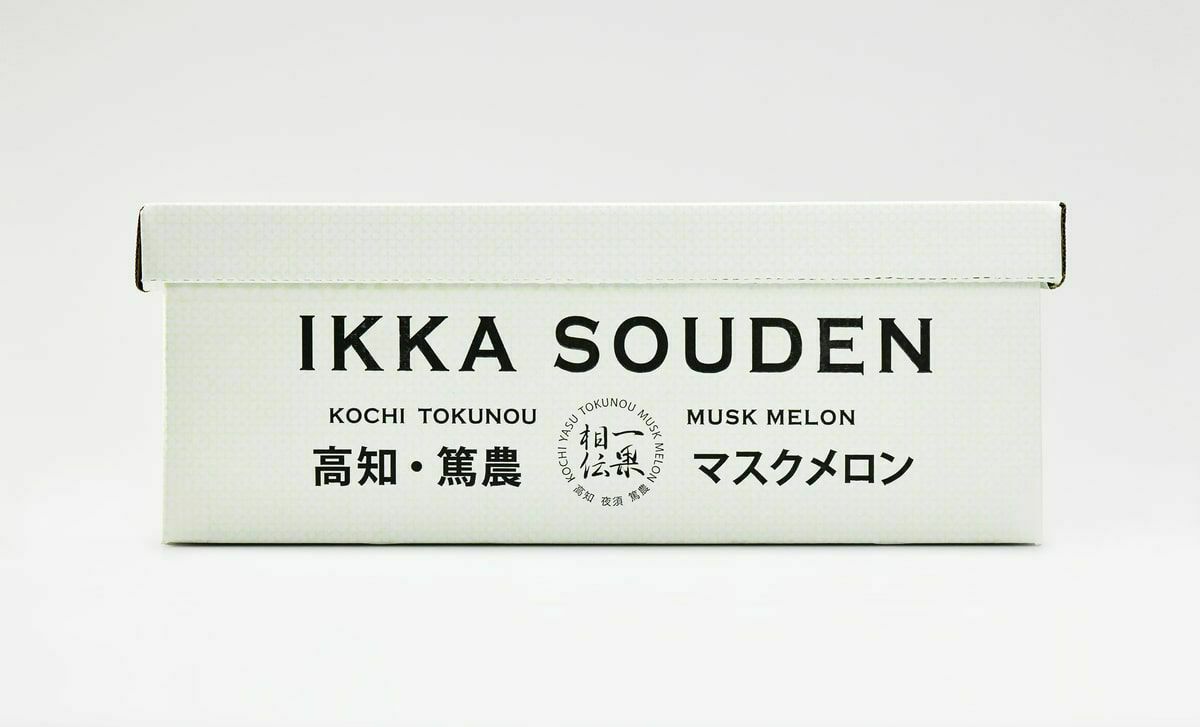 IKKA SOUDEN
KOCHI TOKUNOU
高知・篤農
KOCHI YASU TOKUNOU MUSK MELON
一果
相伝
高知 夜須 篤農
MUSK MELON
マスクメロン